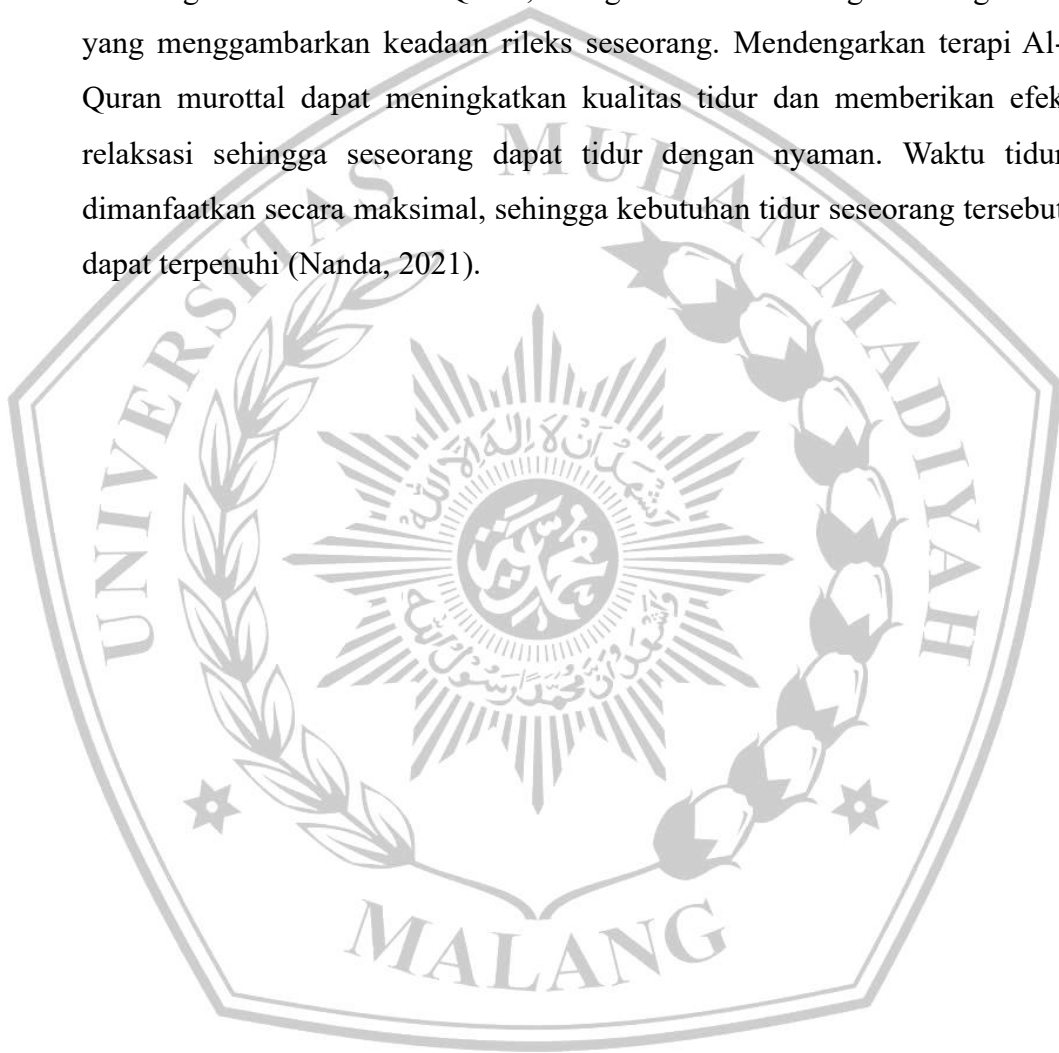 yang menggambarkan keadaan rileks seseorang. Mendengarkan terapi Al-
Quran murottal dapat meningkatkan kualitas tidur dan memberikan efek
relaksasi sehingga seseorang dapat tidur dengan nyaman. Waktu tidur
dimanfaatkan secara maksimal, sehingga kebutuhan tidur seseorang tersebut
dapat terpenuhi (Nanda, 2021).
UNIVERSITAS MUHAMMADIYAH
MALANG